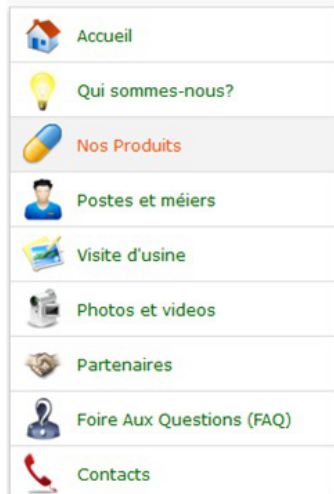 Accueil
Qui sommes-nous?
Nos Produits
Postes et méiers
Visite d'usine
Photos et videos
Partenaires
Foire Aux Questions (FAQ)
Contacts